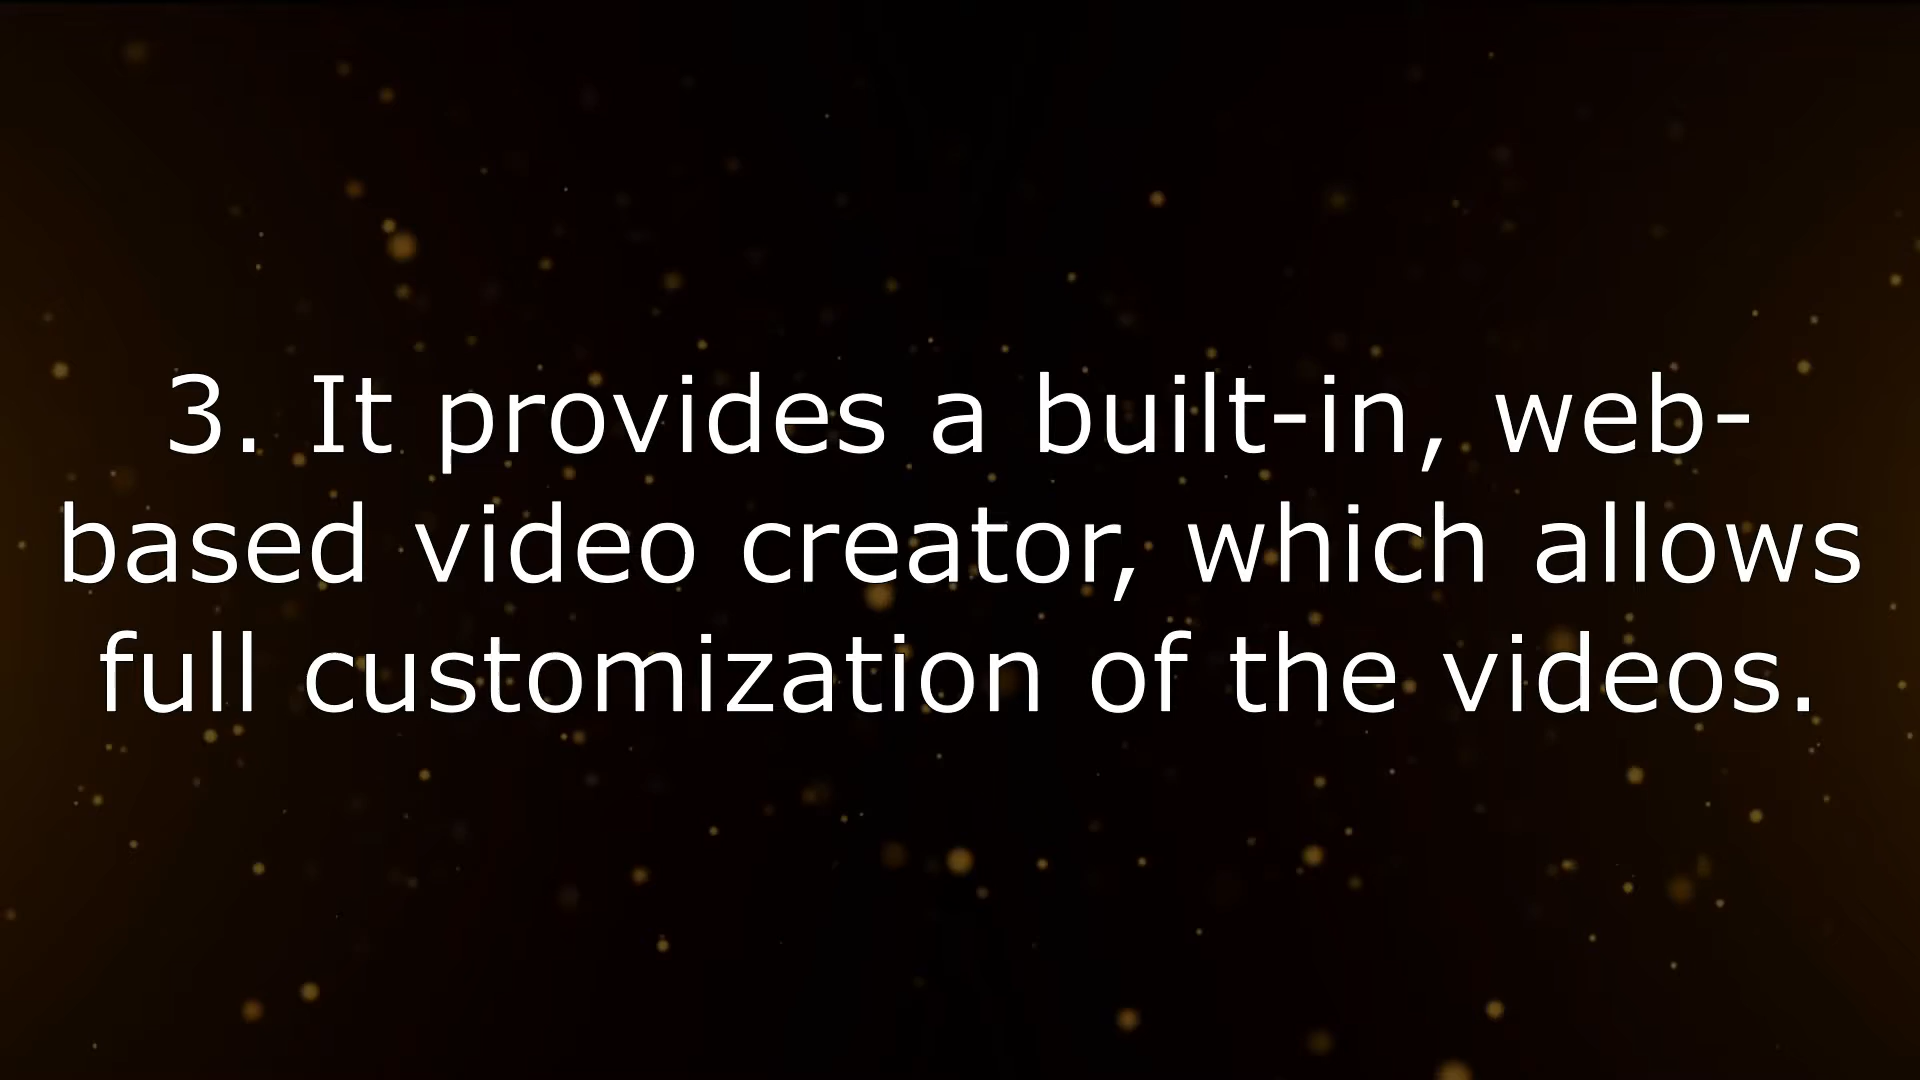 3. It provides a built-in, web-
based video creator, which allows
full customization of the videos.